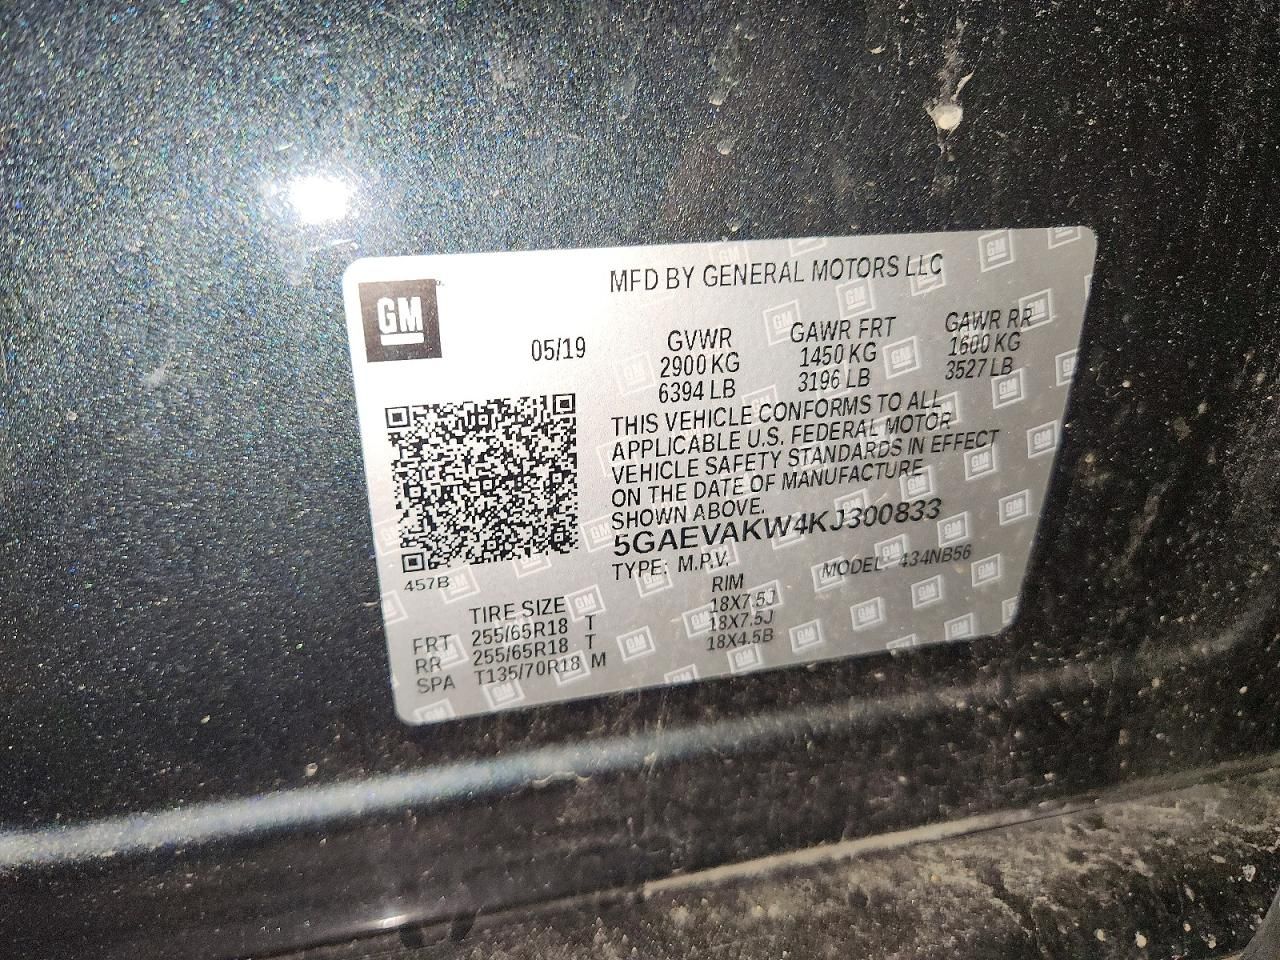 GM
MFD BY GENERAL MOTORS LLC
05/19
GVWR GAWR FRT GAWR RR
2900 KG 1450 KG 1600 KG
6394 LB 3196 LB 3527 LB
THIS VEHICLE CONFORMS TO ALL
APPLICABLE U.S. FEDERAL MOTOR
VEHICLE SAFETY STANDARDS IN EFFECT
ON THE DATE OF MANUFACTURE
SHOWN ABOVE.
5GAEVAKW4KJ300833
TYPE: M.P.V. MODEL- 434NB56
457B
TIRE SIZE RIM
FRT 255/65R18 T 18X7.5J
RR 255/65R18 T 18X7.5J
SPA T135/70R18 M 18X4.5B